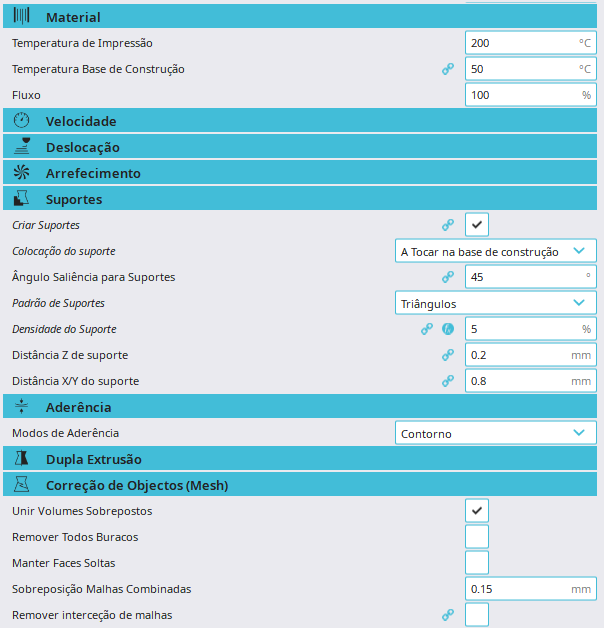 Material
Temperatura de Impressão 200 °C
Temperatura Base de Construção 50 °C
Fluxo 100 %
Velocidade
Deslocação
Arrefecimento
Suportes
Criar Suportes
Colocação do suporte A Tocar na base de construção
Ângulo Saliência para Suportes 45 °
Padrão de Suportes Triângulos
Densidade do Suporte 5 %
Distância Z de suporte 0.2 mm
Distância X/Y do suporte 0.8 mm
Aderência
Modos de Aderência Contorno
Dupla Extrusão
Correção de Objectos (Mesh)
Unir Volumes Sobrepostos
Remover Todos Buracos
Manter Faces Soltas
Sobreposição Malhas Combinadas 0.15 mm
Remover interceção de malhas